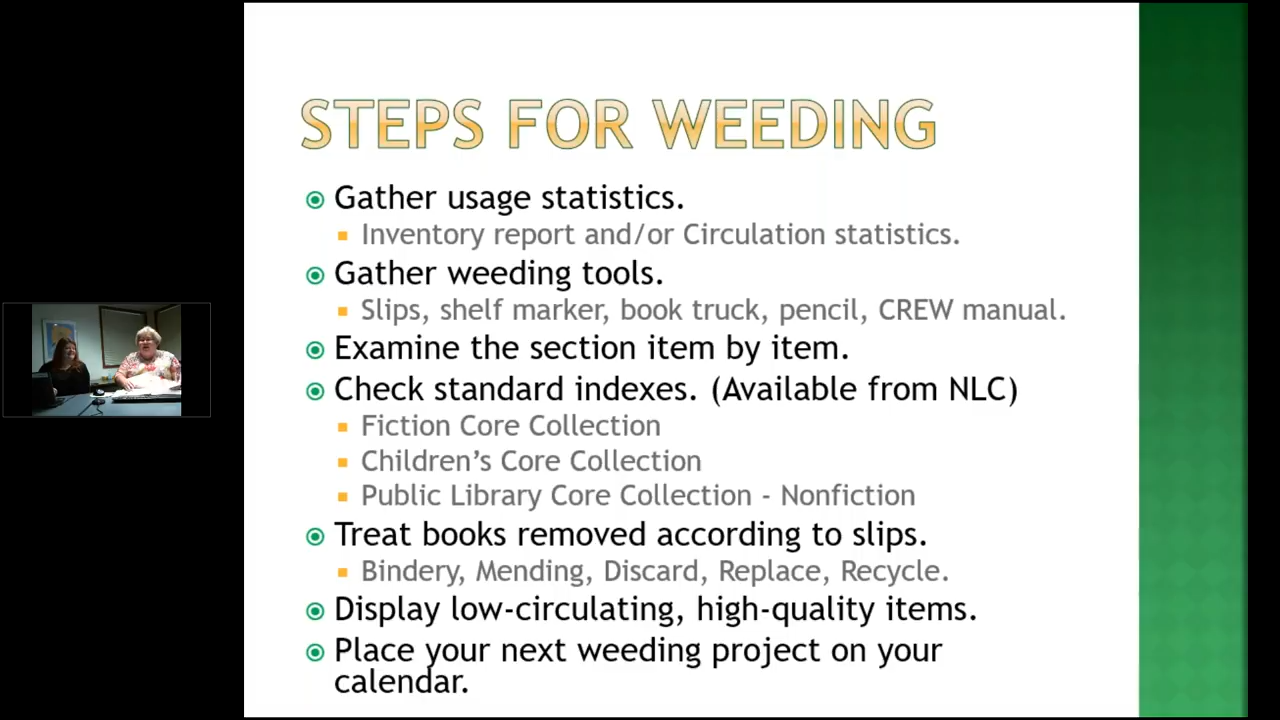 STEPS FOR WEEDING
Gather usage statistics.
Inventory report and/or Circulation statistics.
Gather weeding tools.
Slips, shelf marker, book truck, pencil, CREW manual.
Examine the section item by item.
Check standard indexes. (Available from NLC)
Fiction Core Collection
Children’s Core Collection
Public Library Core Collection - Nonfiction
Treat books removed according to slips.
Bindery, Mending, Discard, Replace, Recycle.
Display low-circulating, high-quality items.
Place your next weeding project on your
calendar.